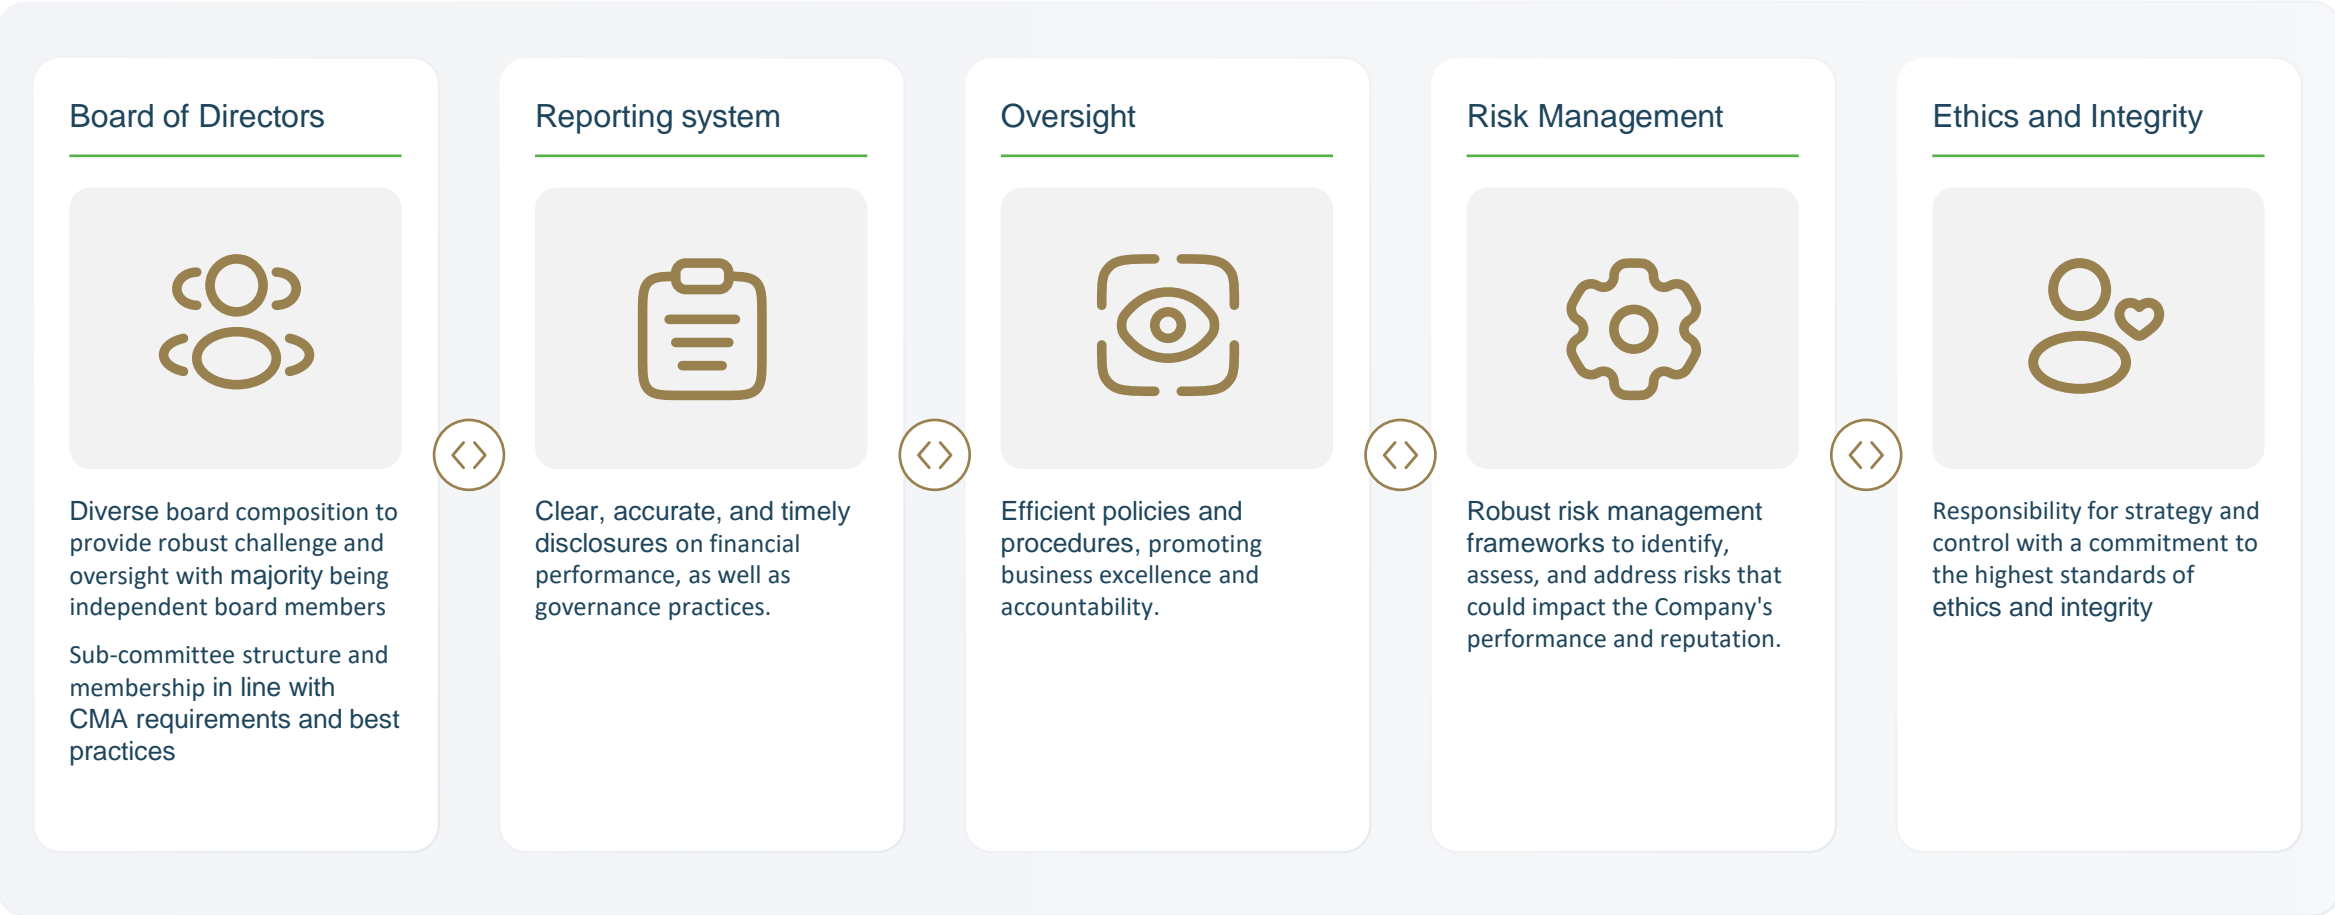 Board of Directors
Diverse board composition to
provide robust challenge and
oversight with majority being
independent board members
Sub-committee structure and
membership in line with
CMA requirements and best
practices
Reporting system
Clear, accurate, and timely
disclosures on financial
performance, as well as
governance practices.
Oversight
Efficient policies and
procedures, promoting
business excellence and
accountability.
Risk Management
Robust risk management
frameworks to identify,
assess, and address risks that
could impact the Company's
performance and reputation.
Ethics and Integrity
Responsibility for strategy and
control with a commitment to
the highest standards of
ethics and integrity